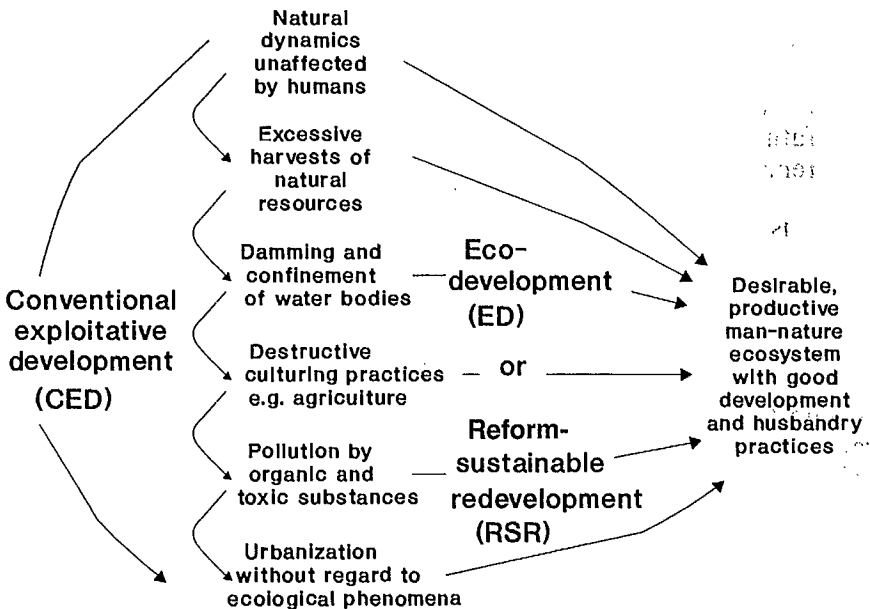 Natural
dynamics
unaffected
by humans
Excessive
harvests of
natural
resources
Damming and
confinement
of water bodies
Destructive
culturing practices
e.g. agriculture
Pollution by
organic and
toxic substances
Urbanization
without regard to
ecological phenomena
Conventional
exploitative
development
(CED)
Eco-
development
(ED)
or
Reform-
sustainable
redevelopment
(RSR)
Desirable,
productive
man-nature
ecosystem
with good
development
and husbandry
practices